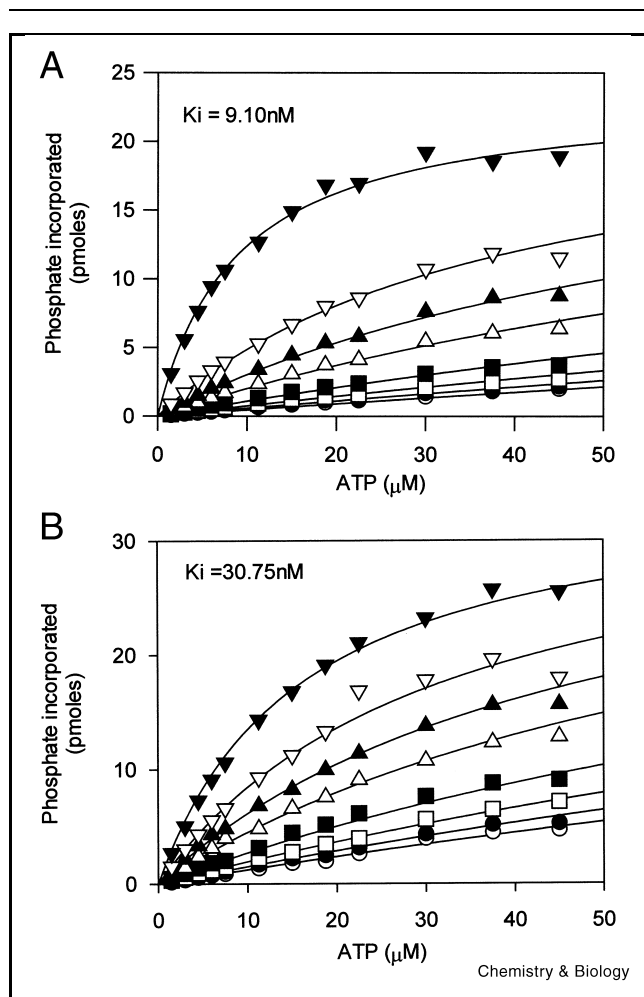 A
25
20
15
10
5
0
Ki = 9.10nM
Phosphate incorporated
(pmoles)
0 10 20 30 40 50
ATP (μM)
B
30
20
10
0
Ki =30.75nM
Phosphate incorporated
(pmoles)
0 10 20 30 40 50
ATP (μM)
Chemistry & Biology